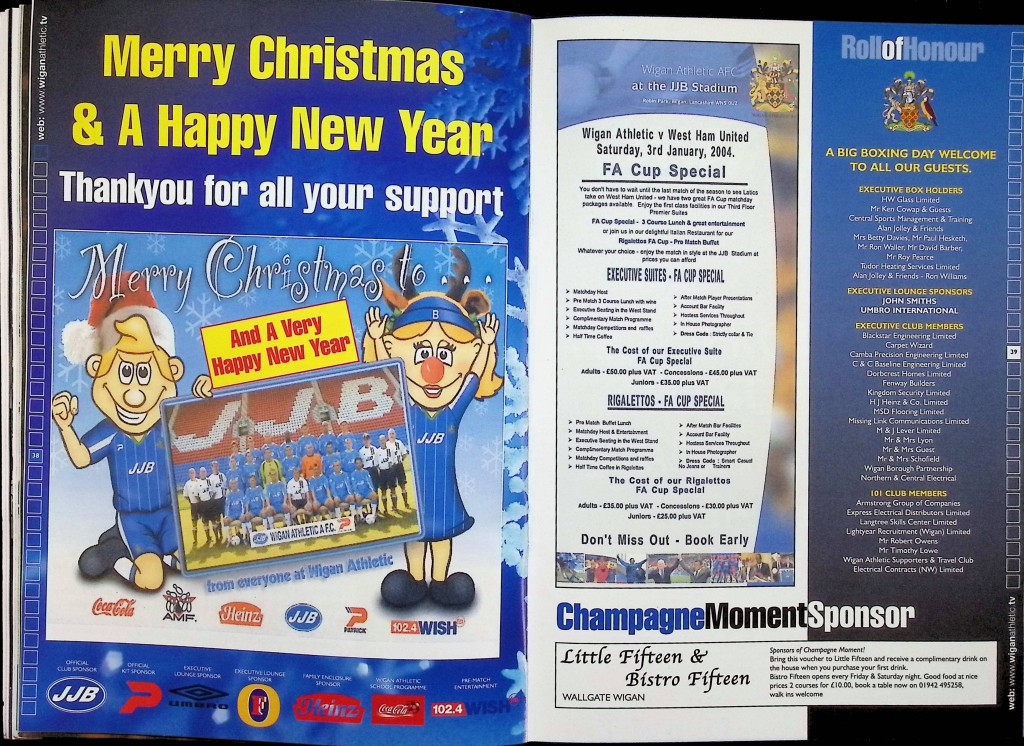 web: www.wiganathletic.tv
38
Merry Christmas
& A Happy New Year
Thankyou for all your support
Merry Christmas to
And A Very
Happy New Year
B
JJB
JJB
JJB
JJB
WIGAN ATHLETIC A.F.C.
from everyone at Wigan Athletic
Coca-Cola
AMF.
Heinz
JJB
PATRICK
102.4 WISH FM
OFFICIAL
CLUB SPONSOR
JJB
OFFICIAL
KIT SPONSOR
EXECUTIVE
LOUNGE SPONSOR
UMBRO
EXECUTIVE LOUNGE
SPONSOR
F
FAMILY ENCLOSURE
SPONSOR
Heinz
WIGAN ATHLETIC
SCHOOL PROGRAMME
Coca-Cola
PRE-MATCH
ENTERTAINMENT
102.4 WISH FM
Wigan Athletic AFC
at the JJB Stadium
Robin Park, Wigan, Lancashire WN5 0UZ
Wigan Athletic v West Ham United
Saturday, 3rd January, 2004.
FA Cup Special
You don't have to wait until the last match of the season to see Latics
take on West Ham United - we have two great FA Cup matchday
packages available. Enjoy the first class facilities in our Third Floor
Premier Suites
FA Cup Special - 3 Course Lunch & great entertainment
or join us in our delightful Italian Restaurant for our
Rigalettos FA Cup - Pre Match Buffet
Whatever your choice - enjoy the match in style at the JJB Stadium at
prices you can afford
EXECUTIVE SUITES - FA CUP SPECIAL
Matchday Host
Pre Match 3 Course Lunch with wine
Executive Seating in the West Stand
Complimentary Match Programme
Matchday Competitions and raffles
Half Time Coffee
After Match Player Presentations
Account Bar Facility
Hostess Services Throughout
In House Photographer
Dress Code : Strictly collar & Tie
The Cost of our Executive Suite
FA Cup Special
Adults - £50.00 plus VAT - Concessions - £45.00 plus VAT
Juniors - £35.00 plus VAT
RIGALETTOS - FA CUP SPECIAL
Pre Match Buffet Lunch
Matchday Host & Entertainment
Executive Seating in the West Stand
Complimentary Match Programme
Matchday Competitions and raffles
Half Time Coffee in Rigalettos
After Match Bar Facilities
Account Bar Facility
Hostess Services Throughout
In House Photographer
Dress Code : Smart Casual
No Jeans or Trainers
The Cost of our Rigalettos
FA Cup Special
Adults - £35.00 plus VAT - Concessions - £30.00 plus VAT
Juniors - £25.00 plus VAT
Don't Miss Out - Book Early
RollofHonour
A BIG BOXING DAY WELCOME
TO ALL OUR GUESTS.
EXECUTIVE BOX HOLDERS
HW Glass Limited
Mr Ken Cowap & Guests
Central Sports Management & Training
Alan Jolley & Friends
Mrs Betty Davies, Mr Paul Hesketh,
Mr Ron Waller, Mr David Barber,
Mr Roy Pearce
Tudor Heating Services Limited
Alan Jolley & Friends - Ron Williams
EXECUTIVE LOUNGE SPONSORS
JOHN SMITHS
UMBRO INTERNATIONAL
EXECUTIVE CLUB MEMBERS
Blackstar Engineering Limited
Carpet Wizard
Camba Precision Engineering Limited
C & C Baseline Engineering Limited
Dorbcrest Homes Limited
Fenway Builders
Kingdom Security Limited
H J Heinz & Co. Limited
MSD Flooring Limited
Missing Link Communications Limited
M & J Lever Limited
Mr & Mrs Lyon
Mr & Mrs Guest
Mr & Mrs Schofield
Wigan Borough Partnership
Northern & Central Electrical
101 CLUB MEMBERS
Armstrong Group of Companies
Express Electrical Distributors Limited
Langtree Skills Center Limited
Lightyear Recruitment (Wigan) Limited
Mr Robert Owens
Mr Timothy Lowe
Wigan Athletic Supporters & Travel Club
Electrical Contracts (NW) Limited
39
web: www.wiganathletic.tv
ChampagneMomentSponsor
Little Fifteen &
Bistro Fifteen
WALLGATE WIGAN
Sponsors of Champagne Moment!
Bring this voucher to Little Fifteen and receive a complimentary drink on
the house when you purchase your first drink.
Bistro Fifteen opens every Friday & Saturday night. Good food at nice
prices 2 courses for £10.00, book a table now on 01942 495258,
walk ins welcome